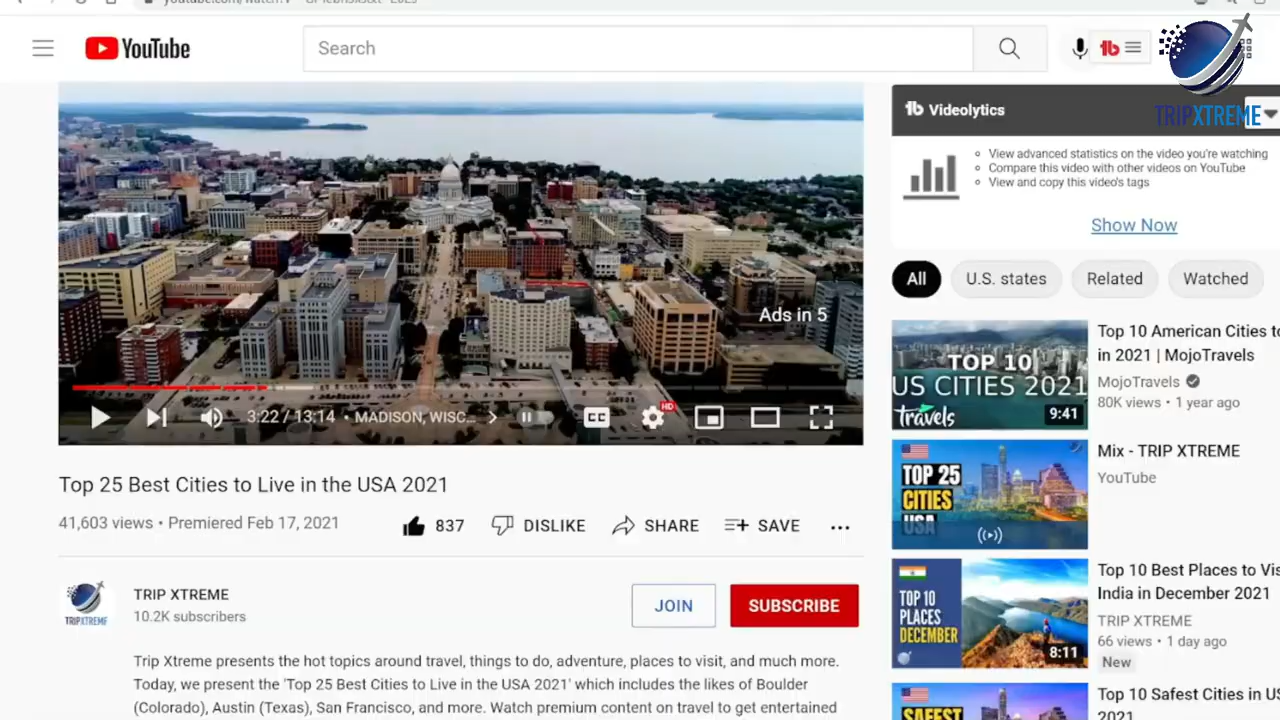 YouTube
Search
TRIPXTREME
Videolytics
View advanced statistics on the video you're watching
Compare this video with other videos on YouTube
View and copy this video's tags
Show Now
All
U.S. states
Related
Watched
Ads in 5
3:22 / 13:14 • MADISON, WISC...
CC
HD
Top 25 Best Cities to Live in the USA 2021
41,603 views • Premiered Feb 17, 2021
837
DISLIKE
SHARE
SAVE
TRIP XTREME
10.2K subscribers
TRIPXTREME
JOIN
SUBSCRIBE
Trip Xtreme presents the hot topics around travel, things to do, adventure, places to visit, and much more.
Today, we present the 'Top 25 Best Cities to Live in the USA 2021' which includes the likes of Boulder
(Colorado), Austin (Texas), San Francisco, and more. Watch premium content on travel to get entertained
TOP 10
US CITIES 2021
travels
9:41
Top 10 American Cities to
in 2021 | MojoTravels
MojoTravels
80K views • 1 year ago
TOP 25
CITIES
USA
Mix - TRIP XTREME
YouTube
TOP 10
PLACES
DECEMBER
8:11
Top 10 Best Places to Vis
India in December 2021
TRIP XTREME
66 views • 1 day ago
New
SAFEST
Top 10 Safest Cities in US
2021